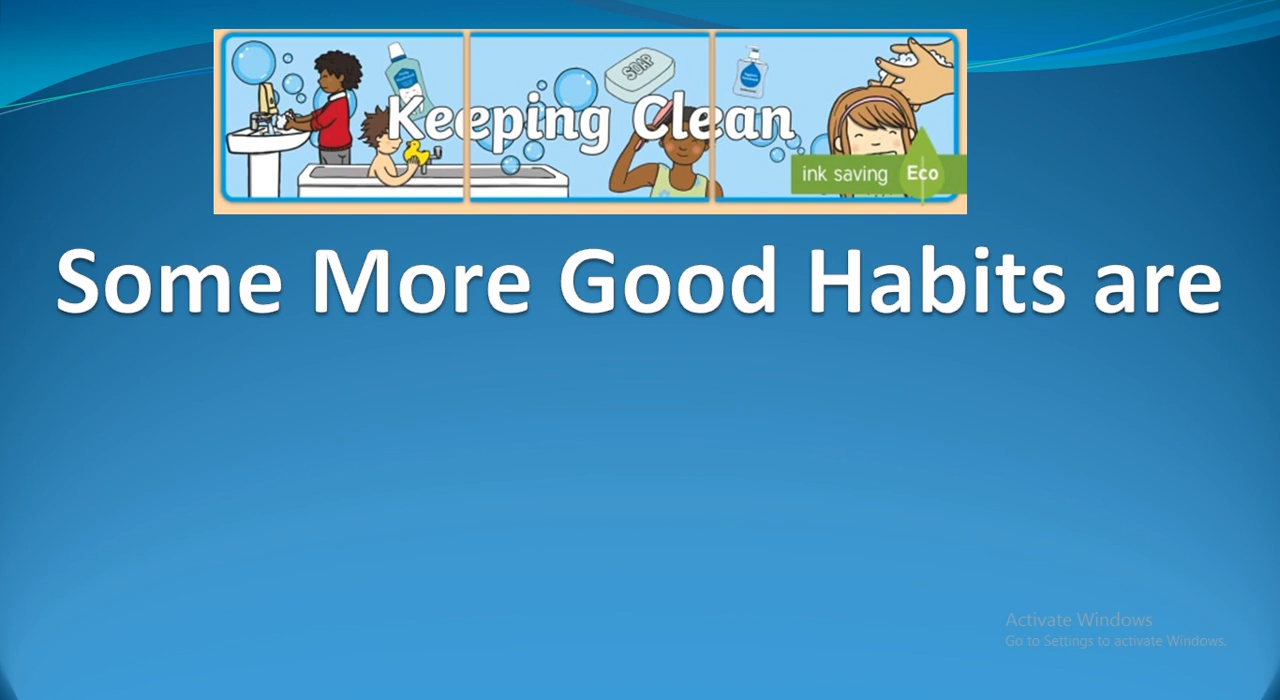 SOAP
Keeping Clean
ink saving Eco
Some More Good Habits are
Activate Windows
Go to Settings to activate Windows.